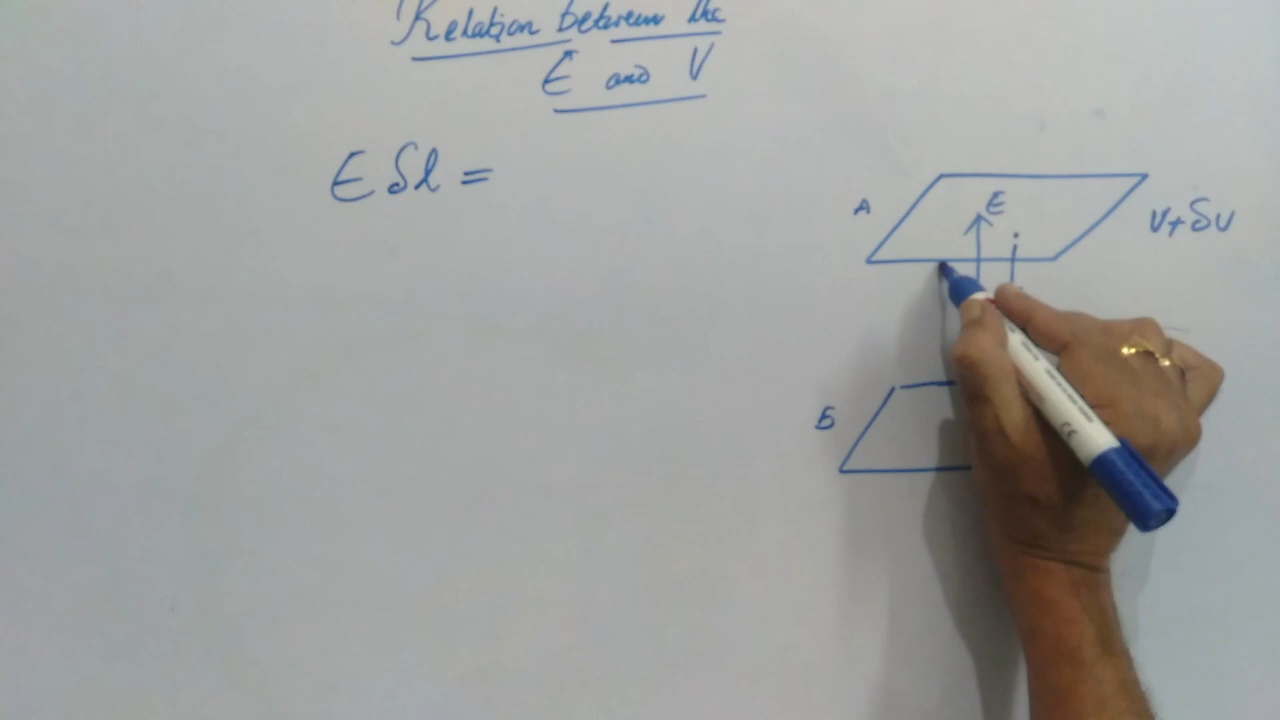 Relation between the
E and V
E δl =
A
E
V+δV
B